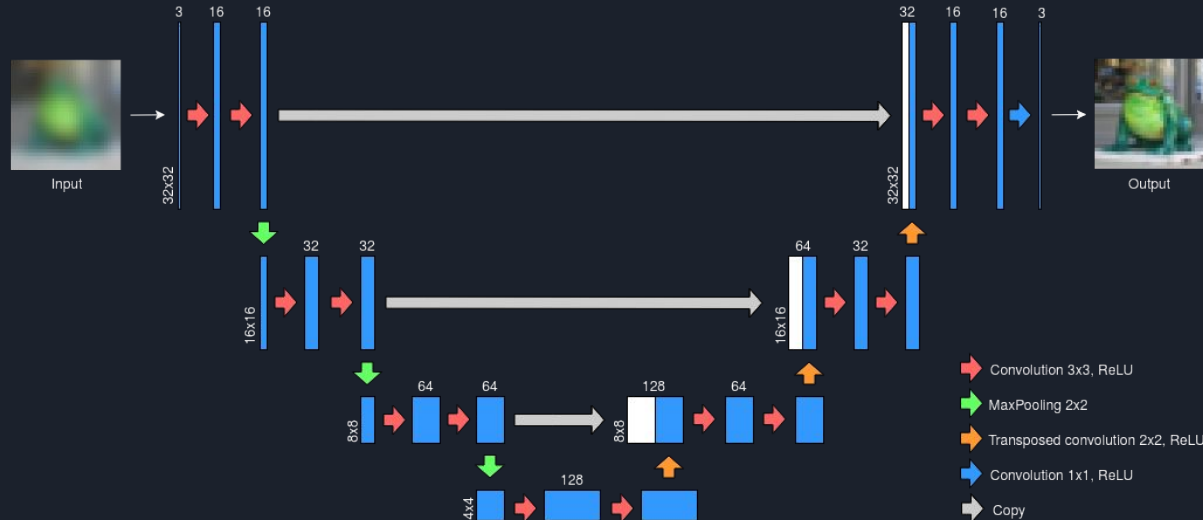 3
16
16
32
16
16
3
32x32
32x32
Input
Output
32
32
64
32
16x16
16x16
64
64
128
64
8x8
8x8
128
4x4
Convolution 3x3, ReLU
MaxPooling 2x2
Transposed convolution 2x2, ReLU
Convolution 1x1, ReLU
Copy